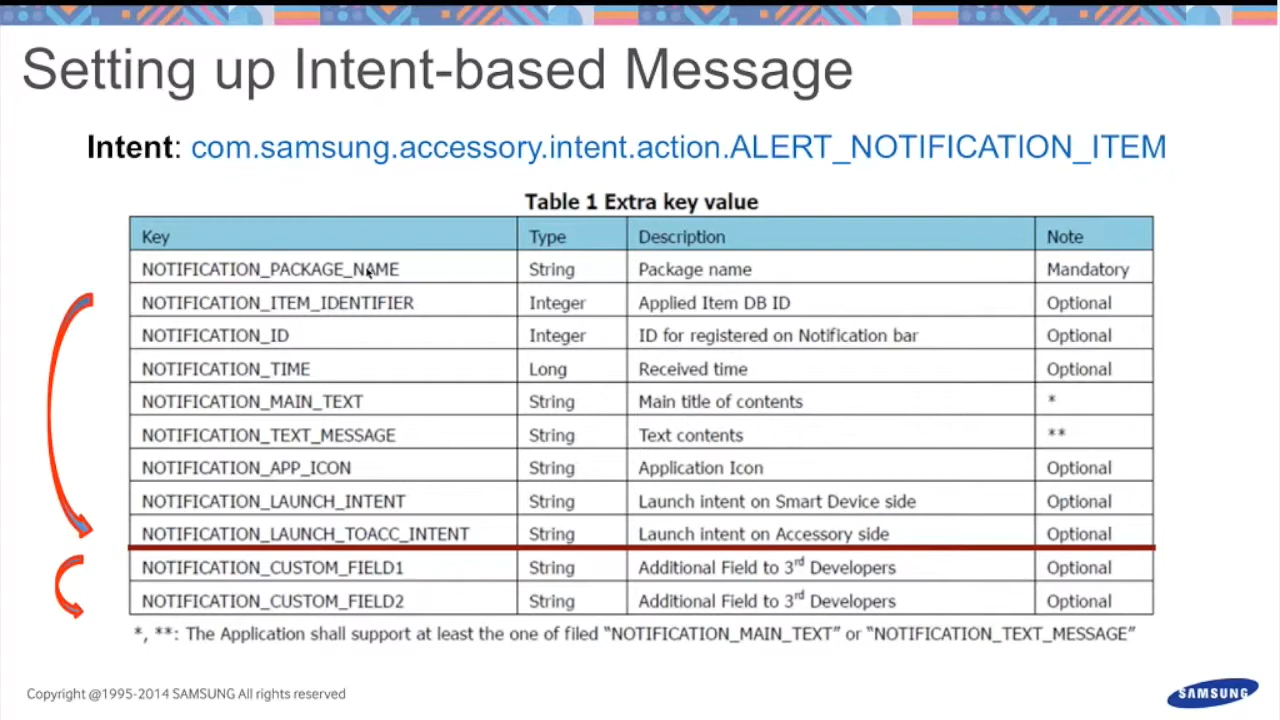 Setting up Intent-based Message
Intent: com.samsung.accessory.intent.action.ALERT_NOTIFICATION_ITEM
Table 1 Extra key value
Key Type Description Note
NOTIFICATION_PACKAGE_NAME String Package name Mandatory
NOTIFICATION_ITEM_IDENTIFIER Integer Applied Item DB ID Optional
NOTIFICATION_ID Integer ID for registered on Notification bar Optional
NOTIFICATION_TIME Long Received time Optional
NOTIFICATION_MAIN_TEXT String Main title of contents *
NOTIFICATION_TEXT_MESSAGE String Text contents **
NOTIFICATION_APP_ICON String Application Icon Optional
NOTIFICATION_LAUNCH_INTENT String Launch intent on Smart Device side Optional
NOTIFICATION_LAUNCH_TOACC_INTENT String Launch intent on Accessory side Optional
NOTIFICATION_CUSTOM_FIELD1 String Additional Field to 3rd Developers Optional
NOTIFICATION_CUSTOM_FIELD2 String Additional Field to 3rd Developers Optional
*, **: The Application shall support at least the one of filed “NOTIFICATION_MAIN_TEXT” or “NOTIFICATION_TEXT_MESSAGE”
Copyright @1995-2014 SAMSUNG All rights reserved
SAMSUNG